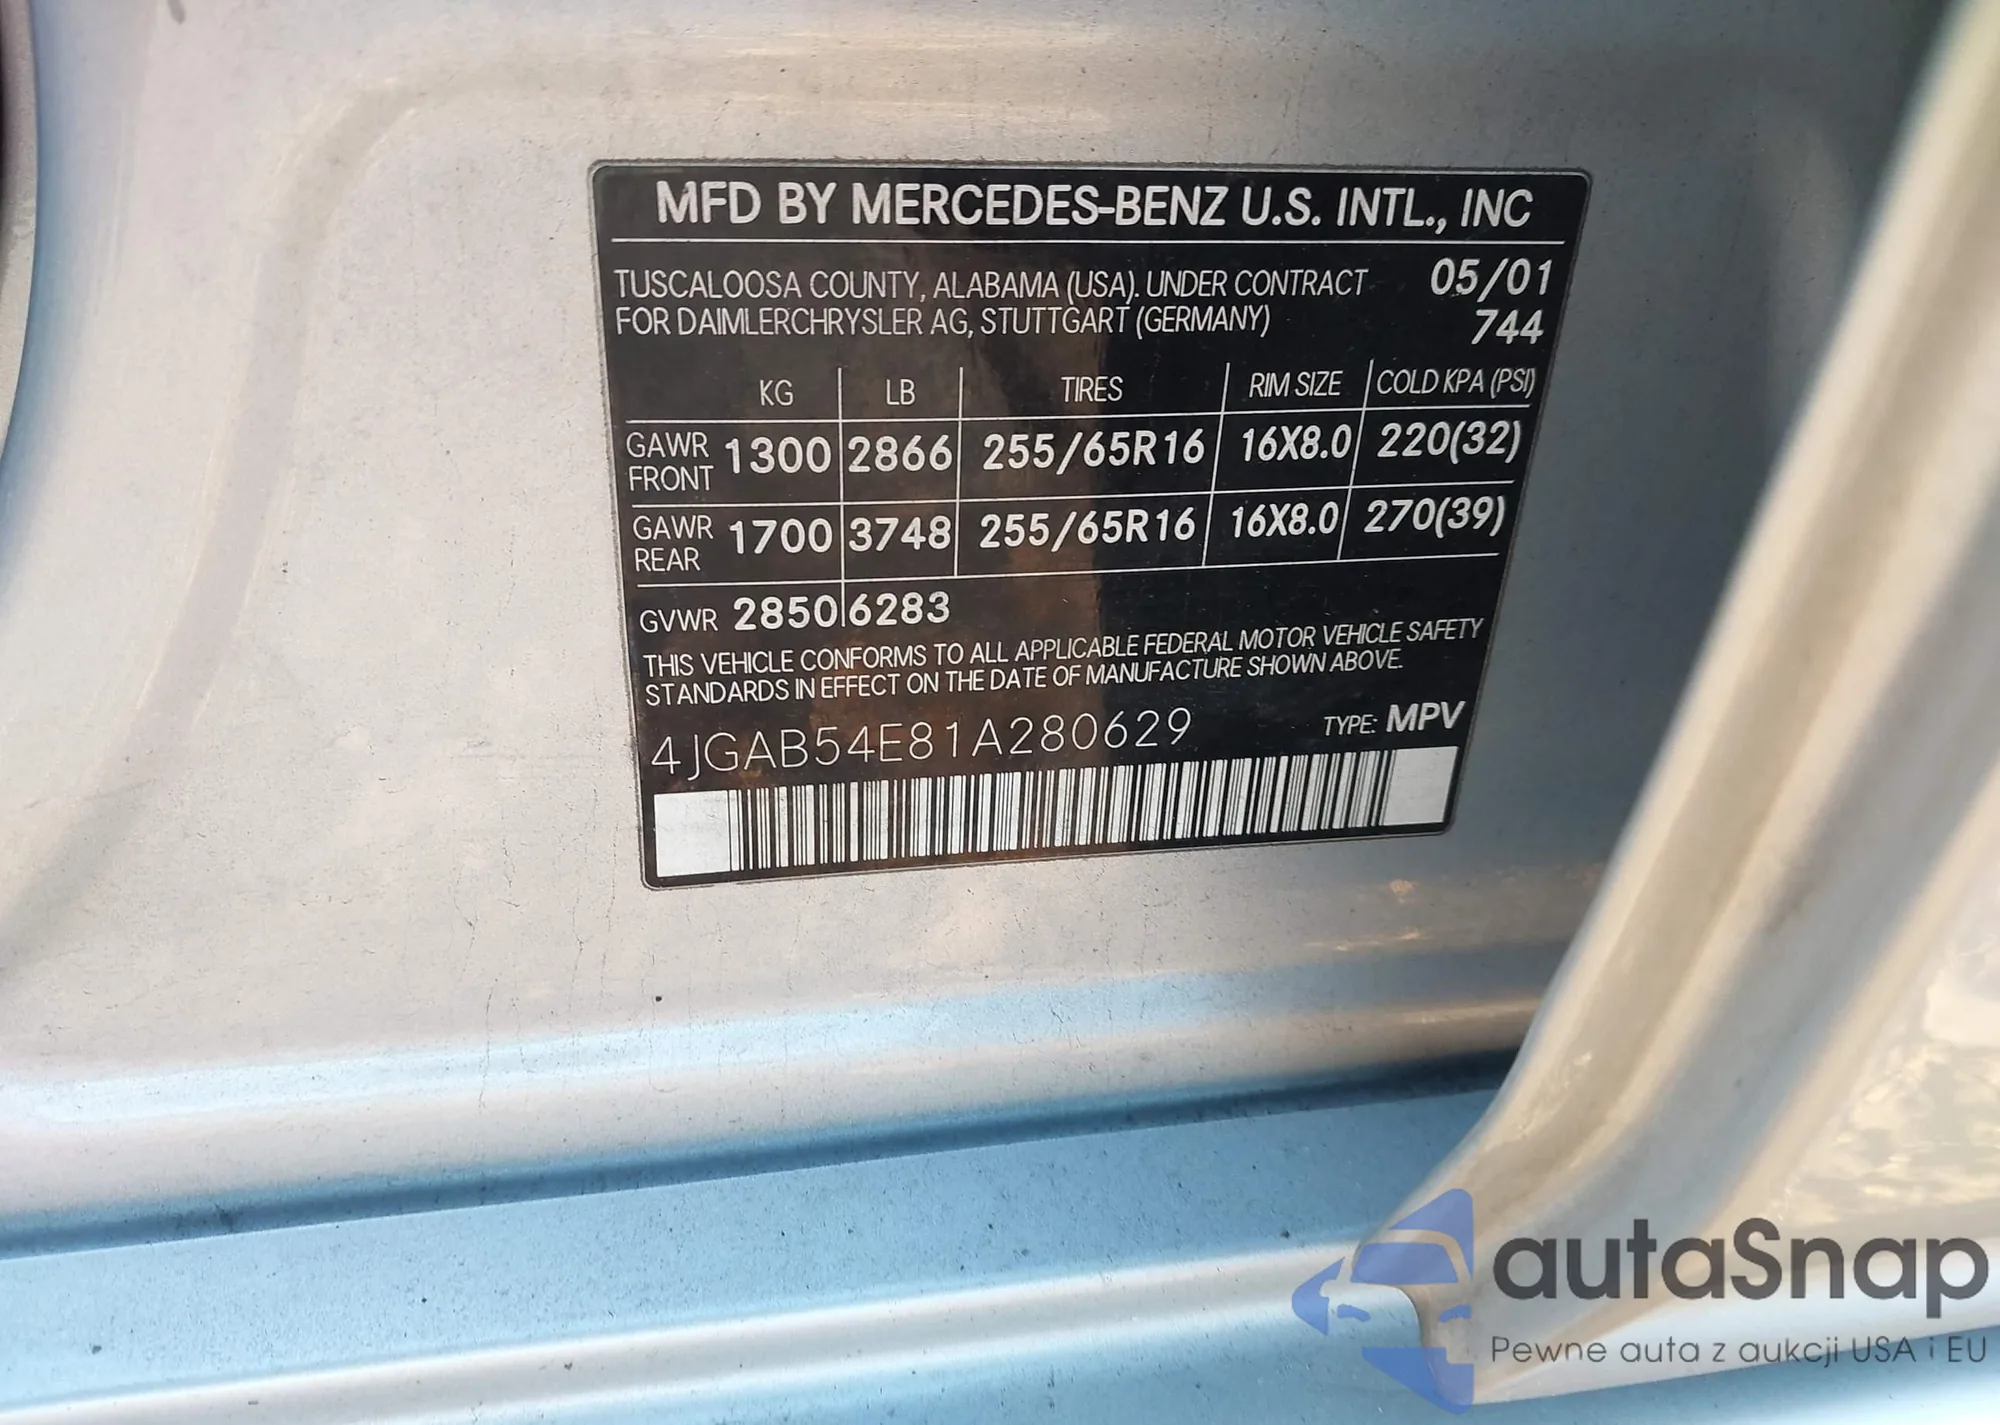 MFD BY MERCEDES-BENZ U.S. INTL., INC
TUSCALOOSA COUNTY, ALABAMA (USA). UNDER CONTRACT 05/01
FOR DAIMLERCHRYSLER AG, STUTTGART (GERMANY) 744
KG LB TIRES RIM SIZE COLD KPA (PSI)
GAWR FRONT 1300 2866 255/65R16 16X8.0 220(32)
GAWR REAR 1700 3748 255/65R16 16X8.0 270(39)
GVWR 2850 6283
THIS VEHICLE CONFORMS TO ALL APPLICABLE FEDERAL MOTOR VEHICLE SAFETY
STANDARDS IN EFFECT ON THE DATE OF MANUFACTURE SHOWN ABOVE.
4JGAB54E81A280629 TYPE: MPV
autaSnap
Pewne auta z aukcji USA i EU